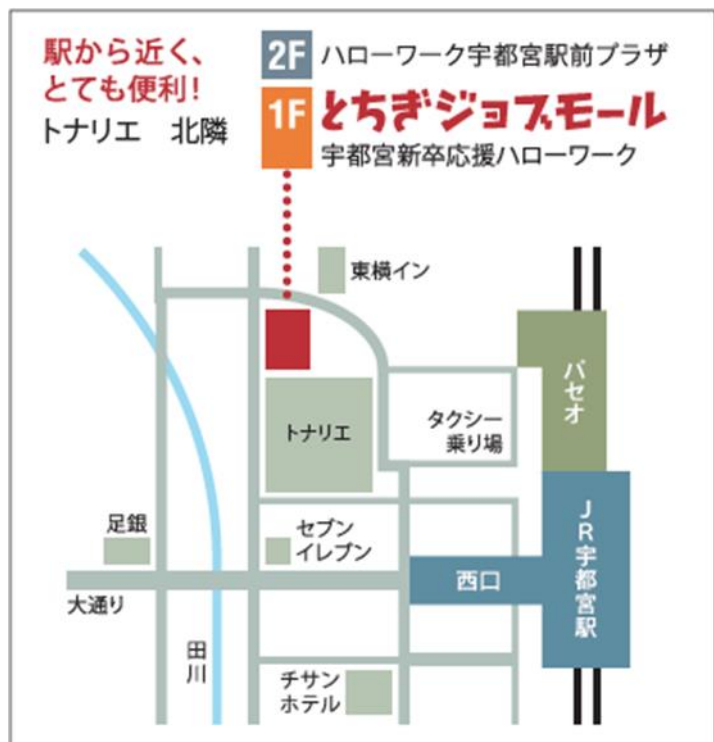 駅から近く、
とても便利！
トナリエ　北隣
2F ハローワーク宇都宮駅前プラザ
1F とちぎジョブモール
宇都宮新卒応援ハローワーク
東横イン
パセオ
トナリエ
タクシー
乗り場
足銀
セブン
イレブン
JR宇都宮駅
西口
大通り
田川
チサン
ホテル